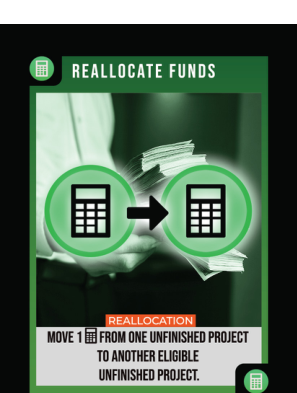 REALLOCATE FUNDS
REALLOCATION
MOVE 1 FROM ONE UNFINISHED PROJECT
TO ANOTHER ELIGIBLE
UNFINISHED PROJECT.